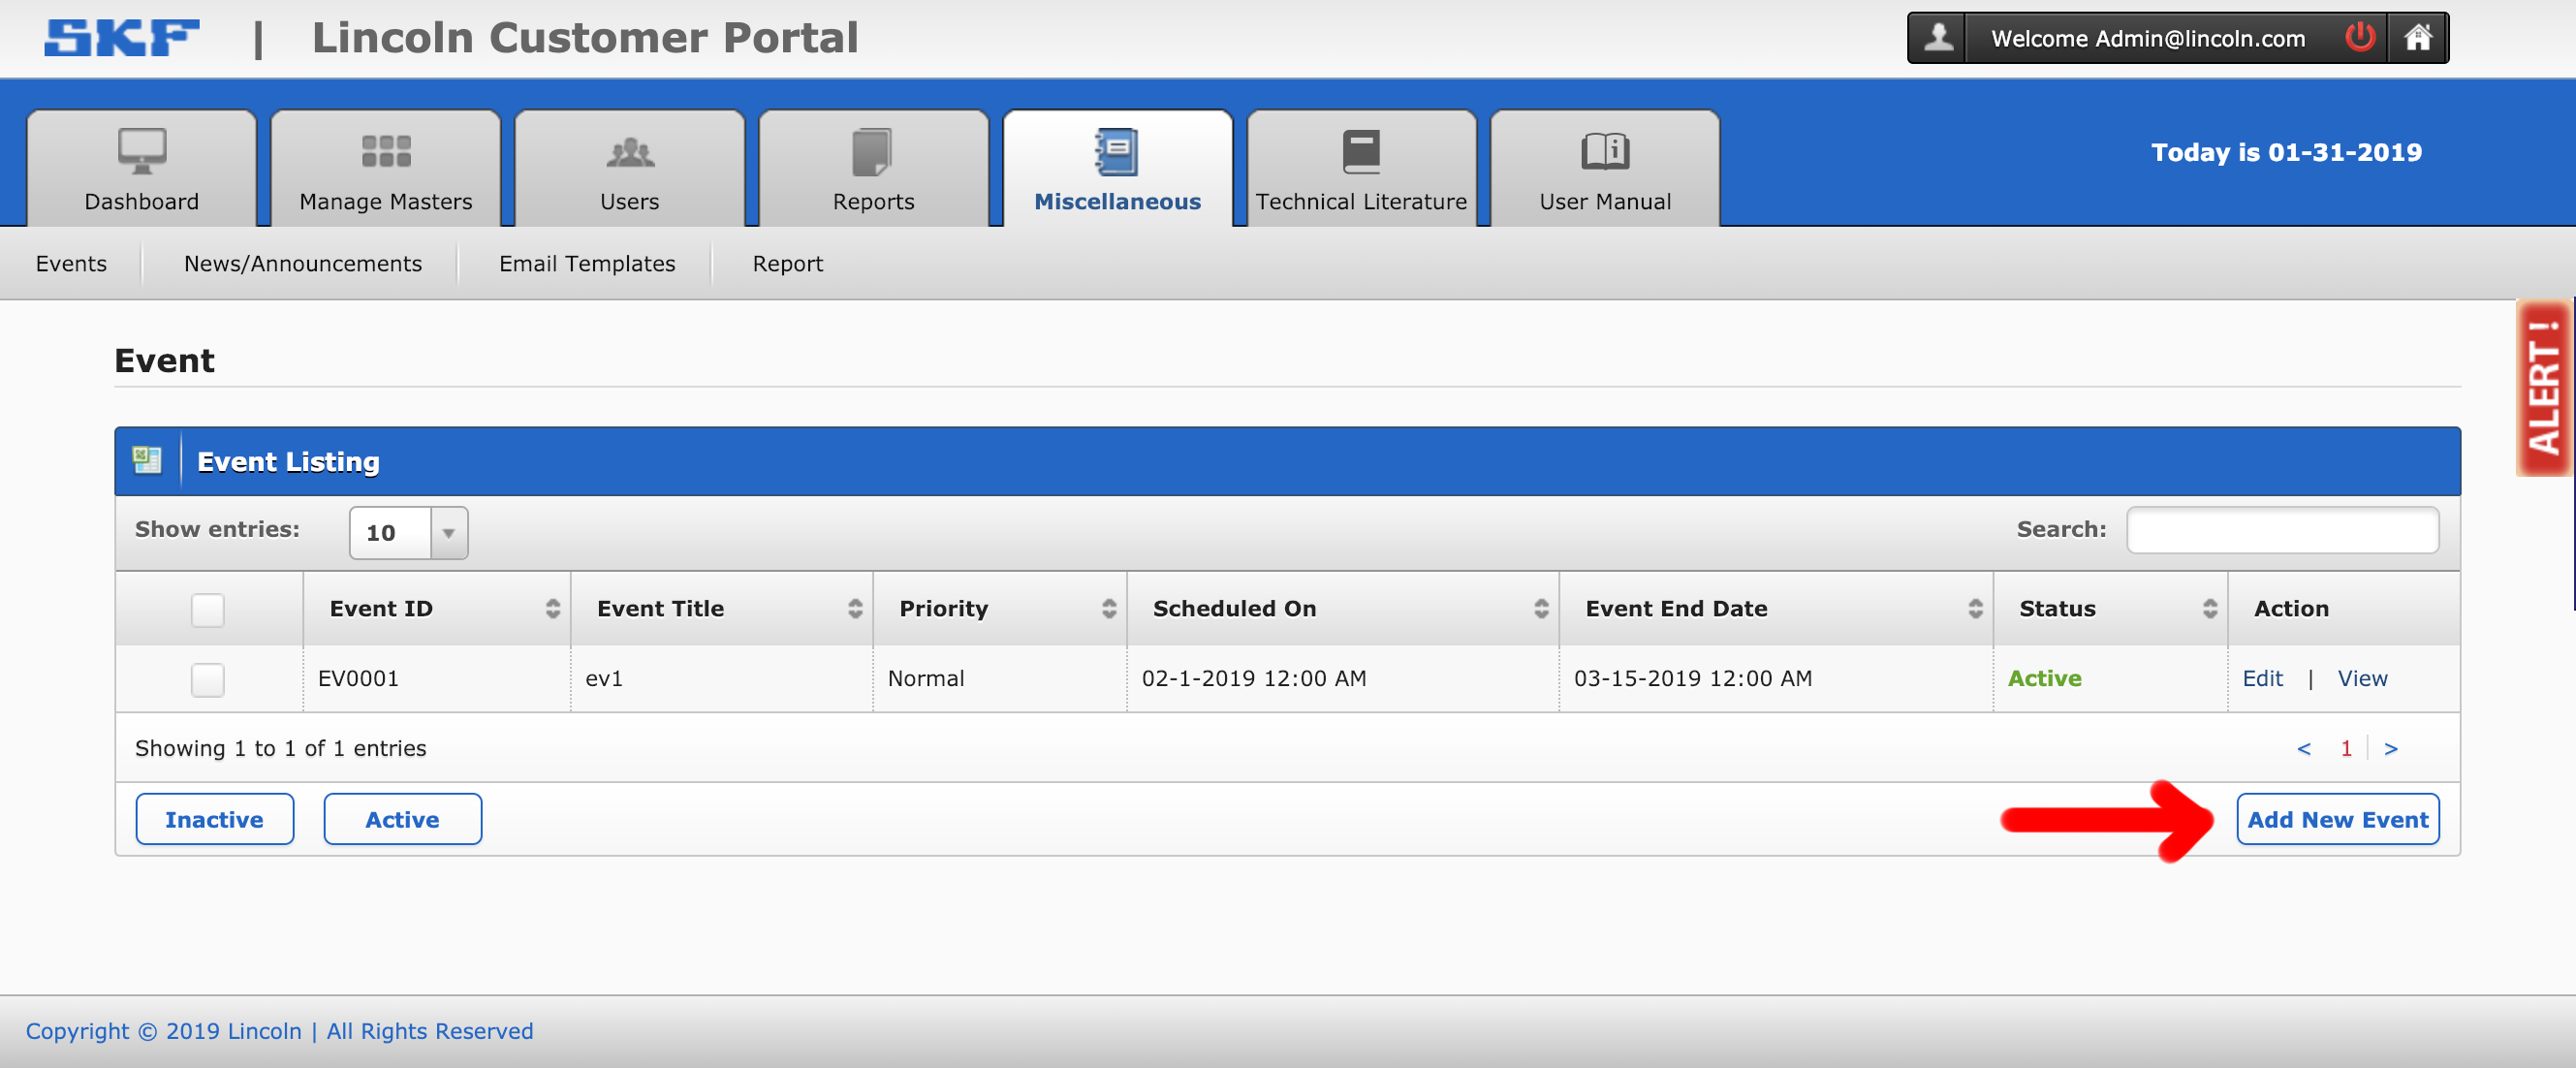 SKF | Lincoln Customer Portal
Welcome Admin@lincoln.com
Dashboard
Manage Masters
Users
Reports
Miscellaneous
Technical Literature
User Manual
Today is 01-31-2019
Events
News/Announcements
Email Templates
Report
ALERT !
Event
Event Listing
Show entries: 10
Search:
Event ID Event Title Priority Scheduled On Event End Date Status Action
EV0001 ev1 Normal 02-1-2019 12:00 AM 03-15-2019 12:00 AM Active Edit | View
Showing 1 to 1 of 1 entries
< 1 >
Inactive Active Add New Event
Copyright © 2019 Lincoln | All Rights Reserved